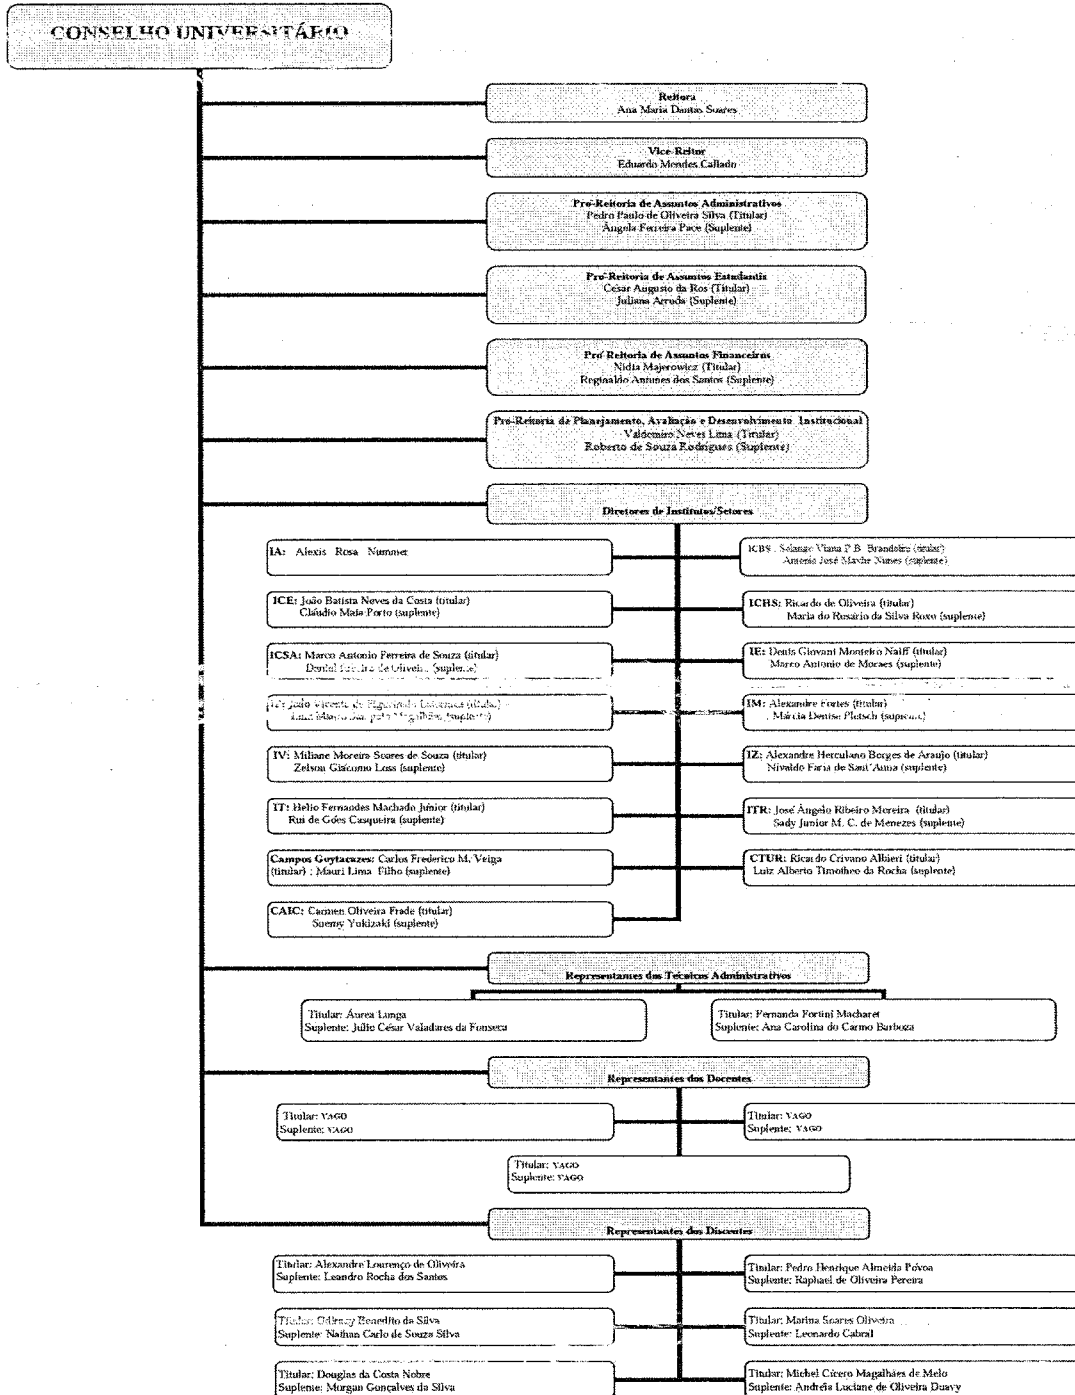 CONSELHO UNIVERSITÁRIO
Reitora
Ana Maria Dantas Soares
Vice-Reitor
Eduardo Mendes Callado
Pró-Reitoria de Assuntos Administrativos
Pedro Paulo de Oliveira Silva (Titular)
Ângela Ferreira Pace (Suplente)
Pró-Reitoria de Assuntos Estudantis
César Augusto da Ros (Titular)
Juliana Arruda (Suplente)
Pró-Reitoria de Assuntos Financeiros
Nidia Majerowicz (Titular)
Reginaldo Antunes dos Santos (Suplente)
Pró-Reitoria de Planejamento, Avaliação e Desenvolvimento Institucional
Valdomiro Neves Lima (Titular)
Roberto de Souza Rodrigues (Suplente)
Diretores de Institutos/Setores
IA: Alexis Rosa Nummer
ICBS: Solange Viana P.B. Brandolini (titular)
Antonio José Mayhé Nunes (suplente)
ICE: João Batista Neves da Costa (titular)
Cláudio Maia Porto (suplente)
ICHS: Ricardo de Oliveira (titular)
Maria do Rosário da Silva Roxo (suplente)
ICSA: Marco Antonio Ferreira de Souza (titular)
Daniel de Oliveira (suplente)
IE: Denis Giovani Monteiro Naiff (titular)
Marco Antonio de Moraes (suplente)
João Vicente de Figueiredo (titular)
Magalhães (suplente)
IM: Alexandre Fortes (titular)
Márcia Denise Pletsch (suplente)
IV: Miliane Moreira Soares de Souza (titular)
Zelson Giácomo Loss (suplente)
IZ: Alexandre Herculano Borges de Araujo (titular)
Nivaldo Faria de Sant'Anna (suplente)
IT: Hélio Fernandes Machado Júnior (titular)
Rui de Góes Casqueira (suplente)
ITR: José Ângelo Ribeiro Moreira (titular)
Sady Junior M. C. de Menezes (suplente)
Campos Goytacazes: Carlos Frederico M. Veiga
(titular) ; Mauri Lima Filho (suplente)
CTUR: Ricardo Crivano Albieri (titular)
Luiz Alberto Timotheo da Rocha (suplente)
CAIC: Carmen Oliveira Frade (titular)
Suemy Yukizaki (suplente)
Representantes dos Técnicos Administrativos
Titular: Áurea Lunga
Suplente: Júlio César Valadares da Fonseca
Titular: Fernanda Fortini Macharet
Suplente: Ana Carolina do Carmo Barboza
Representantes dos Docentes
Titular: VAGO
Suplente: VAGO
Titular: VAGO
Suplente: VAGO
Titular: VAGO
Suplente: VAGO
Representantes dos Discentes
Titular: Alexandre Lourenço de Oliveira
Suplente: Leandro Rocha dos Santos
Titular: Pedro Henrique Almeida Póvoa
Suplente: Raphael de Oliveira Pereira
Titular: Benedito da Silva
Suplente: Nathan Carlo de Souza Silva
Titular: Marina Soares Oliveira
Suplente: Leonardo Cabral
Titular: Douglas da Costa Nobre
Suplente: Morgan Gonçalves da Silva
Titular: Michel Cícero Magalhães de Melo
Suplente: Andréia Luciane de Oliveira Duavy